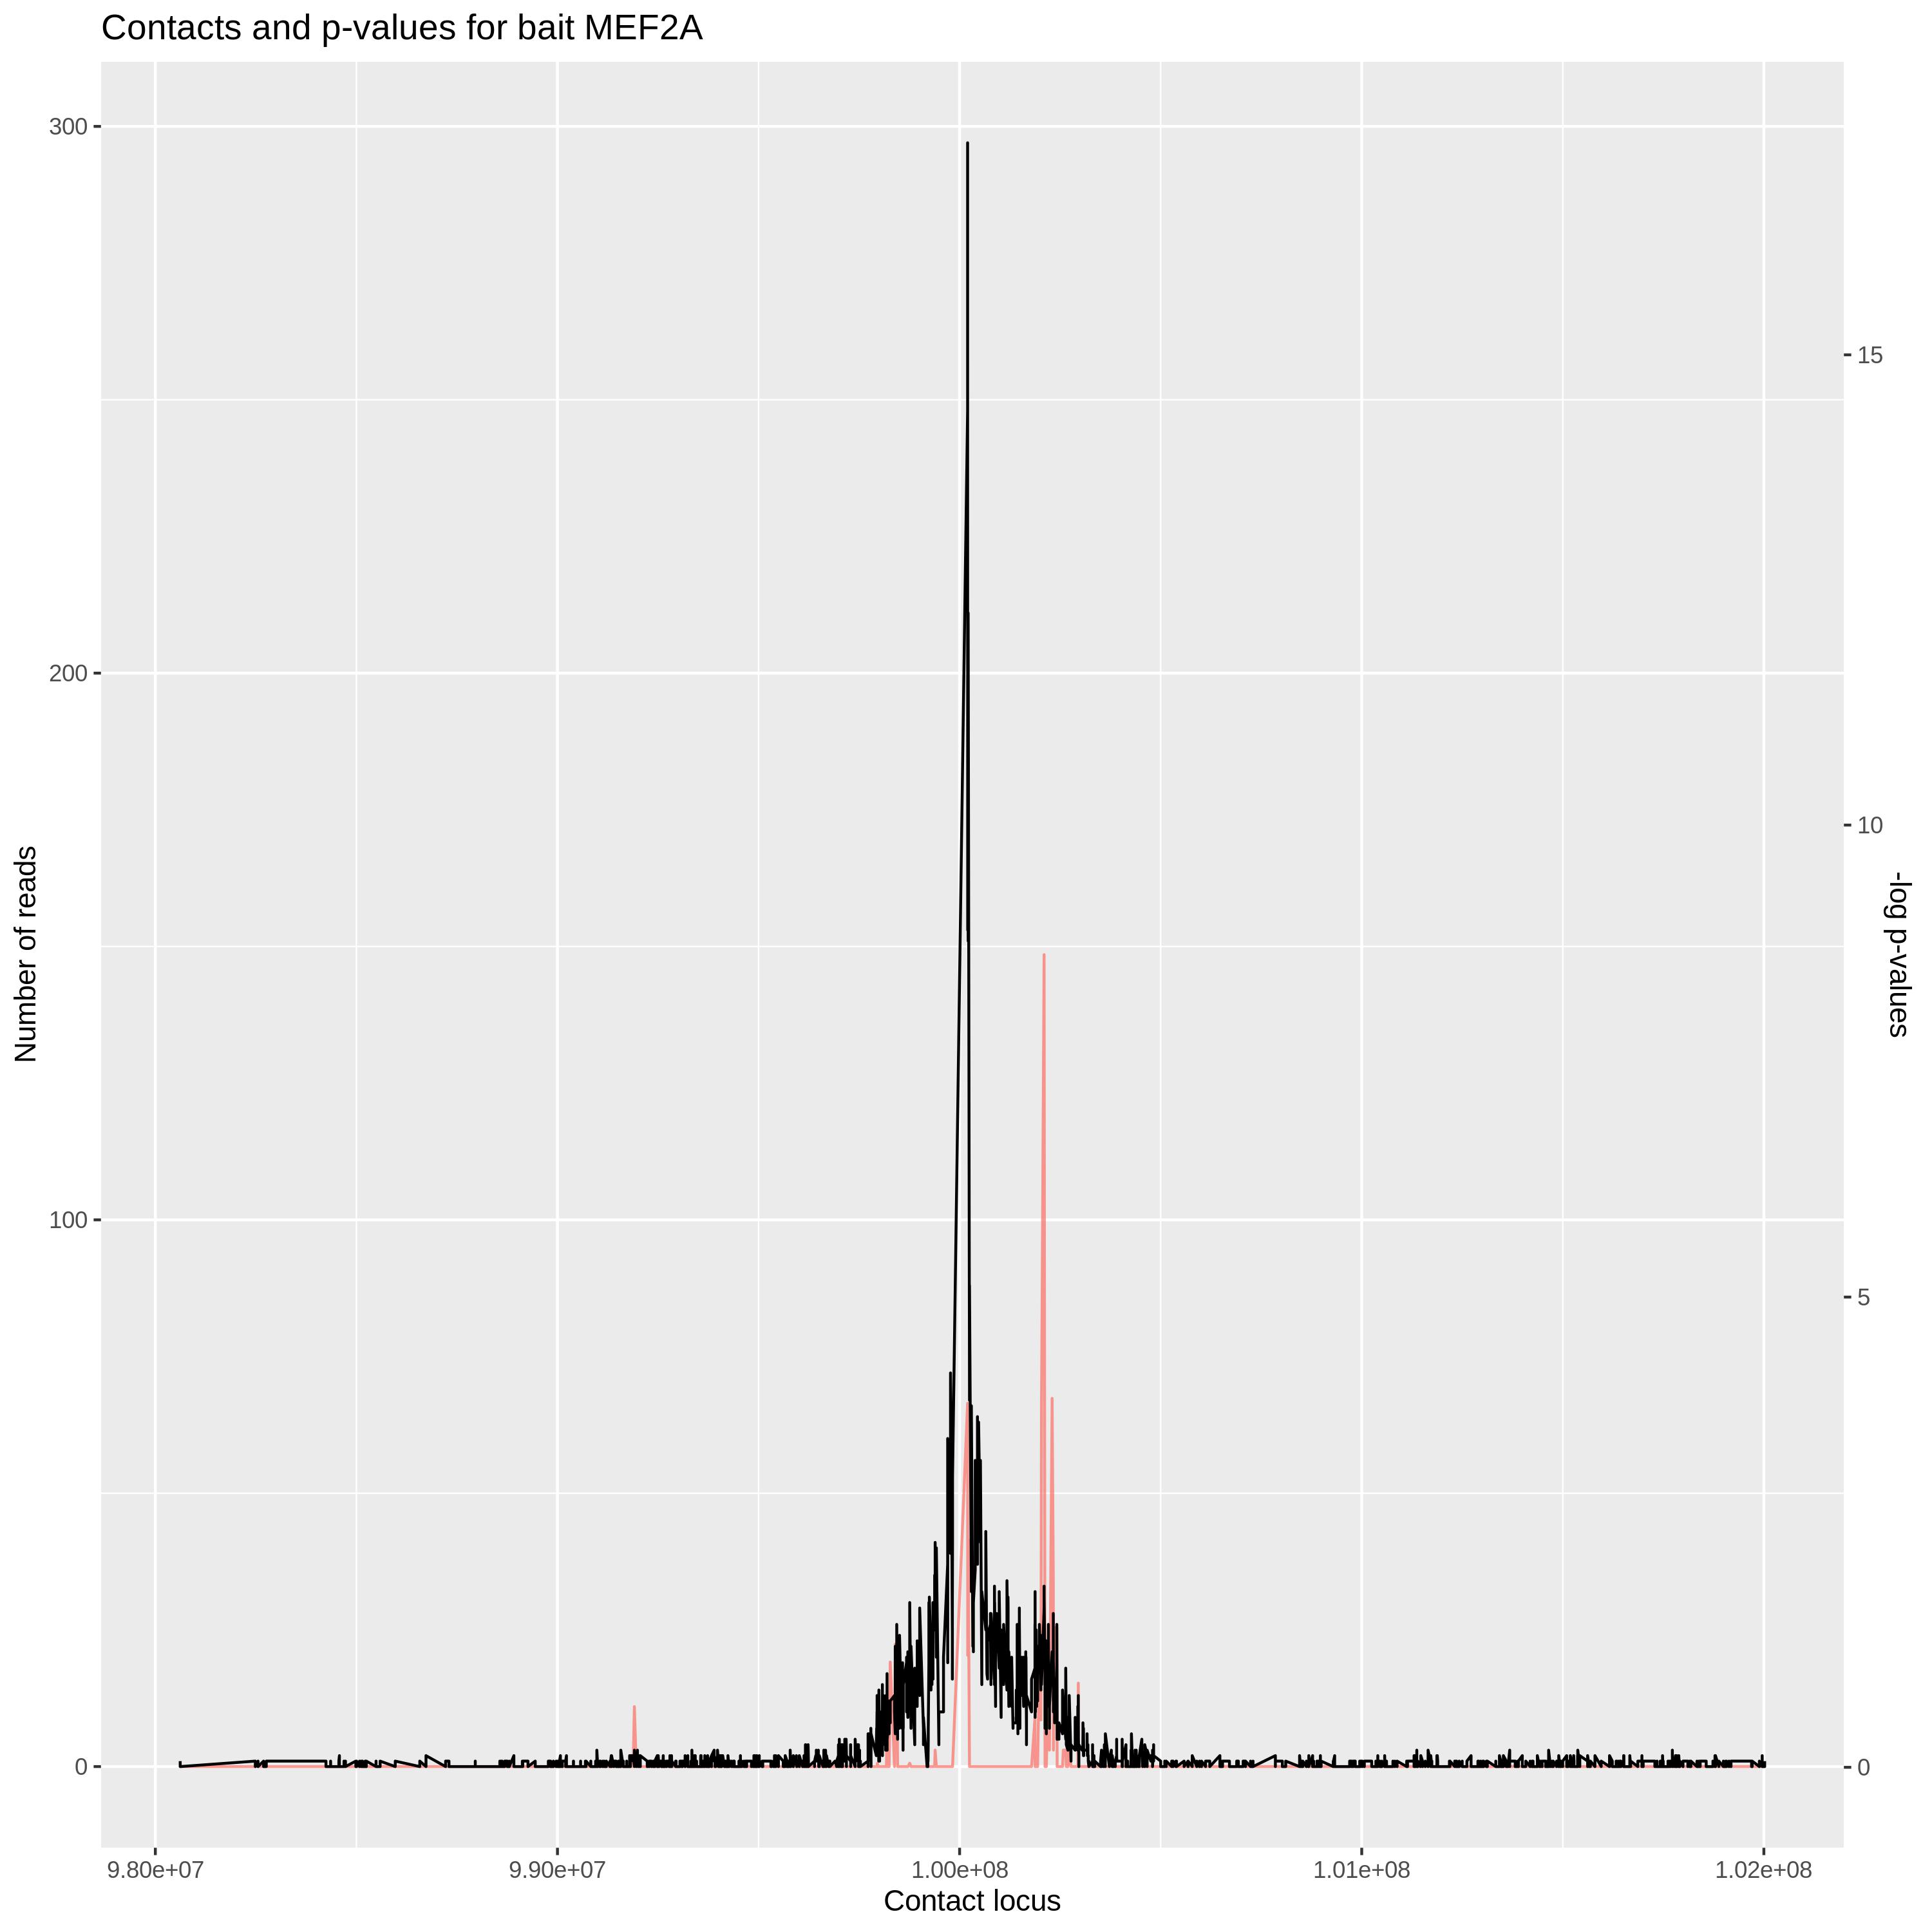 Contacts and p-values for bait MEF2A
300
200
100
0
Number of reads
15
10
5
0
-log p-values
9.80e+07
9.90e+07
1.00e+08
1.01e+08
1.02e+08
Contact locus